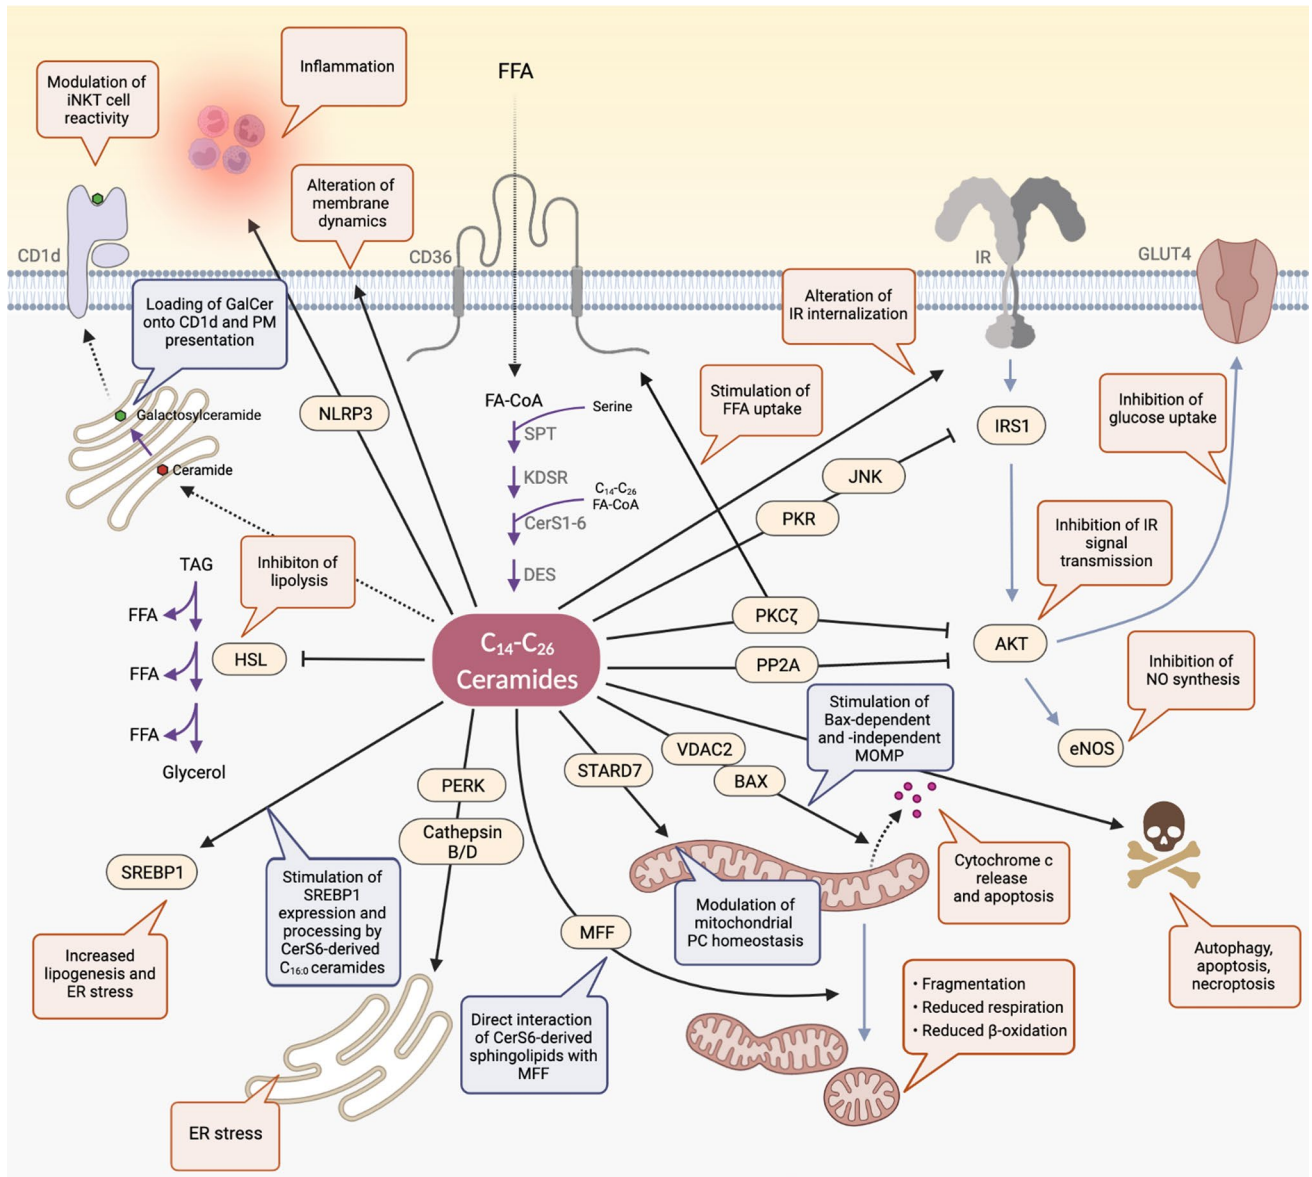 Modulation of
iNKT cell
reactivity
Inflammation
FFA
Alteration of
membrane
dynamics
CD1d
CD36
IR
GLUT4
Loading of GalCer
onto CD1d and PM
presentation
Alteration of
IR internalization
Stimulation of
FFA uptake
Inhibition of
glucose uptake
NLRP3
Galactosylceramide
Ceramide
FA-CoA
Serine
SPT
KDSR
C14-C26
FA-CoA
CerS1-6
DES
IRS1
JNK
PKR
Inhibition of IR
signal
transmission
TAG
FFA
FFA
FFA
Glycerol
Inhibiton of
lipolysis
HSL
C14-C26
Ceramides
PKCζ
PP2A
AKT
Inhibition of
NO synthesis
eNOS
Stimulation of
Bax-dependent
and -independent
MOMP
VDAC2
BAX
STARD7
PERK
Cathepsin
B/D
SREBP1
Stimulation of
SREBP1
expression and
processing by
CerS6-derived
C16:0 ceramides
Increased
lipogenesis and
ER stress
MFF
Modulation of
mitochondrial
PC homeostasis
Cytochrome c
release
and apoptosis
Autophagy,
apoptosis,
necroptosis
Direct interaction
of CerS6-derived
sphingolipids with
MFF
• Fragmentation
• Reduced respiration
• Reduced β-oxidation
ER stress